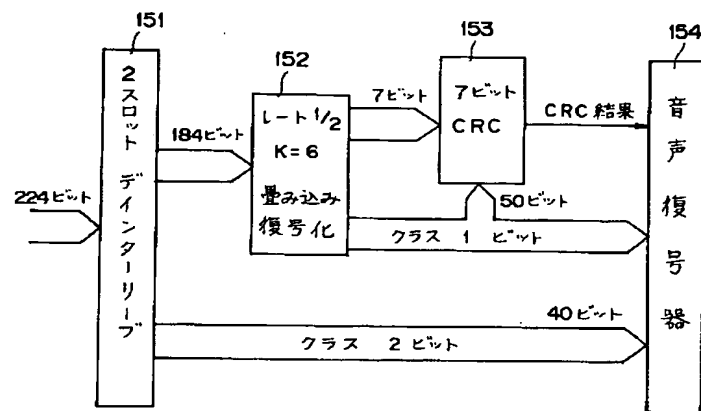 151
2スロット デインターリーブ
224ビット
184ビット
152
レート 1/2
K=6
畳み込み
復号化
7ビット
153
7ビット
CRC
CRC 結果
50ビット
クラス 1 ビット
40ビット
クラス 2 ビット
154
音声復号器